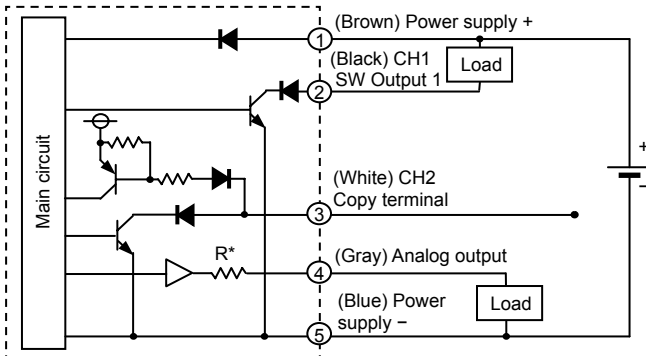 (Brown) Power supply +
1
(Black) CH1
SW Output 1
Load
2
Main circuit
+
−
(White) CH2
Copy terminal
3
R*
(Gray) Analog output
4
(Blue) Power
supply −
Load
5